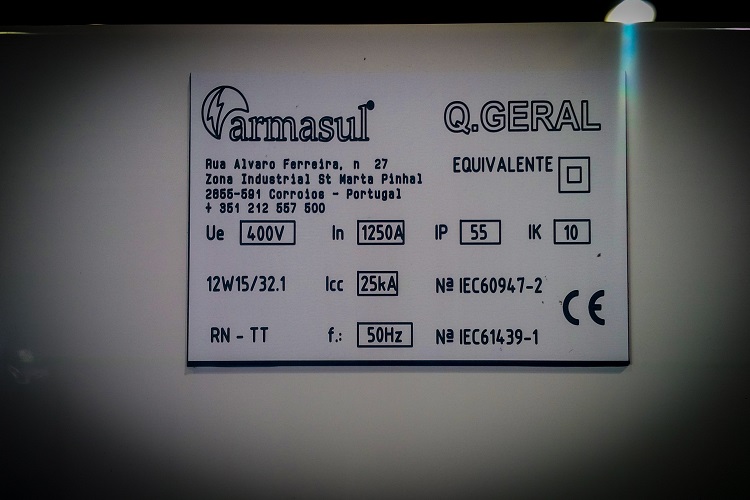 armasul
Q.GERAL
Rua Alvaro Ferreira, n 27
Zona Industrial St Marta Pinhal
2855-591 Corroios - Portugal
+ 351 212 557 500
EQUIVALENTE
Ue 400V In 1250A IP 55 IK 10
12W15/32.1 Icc 25kA Nª IEC60947-2
CE
RN - TT f.: 50Hz Nª IEC61439-1